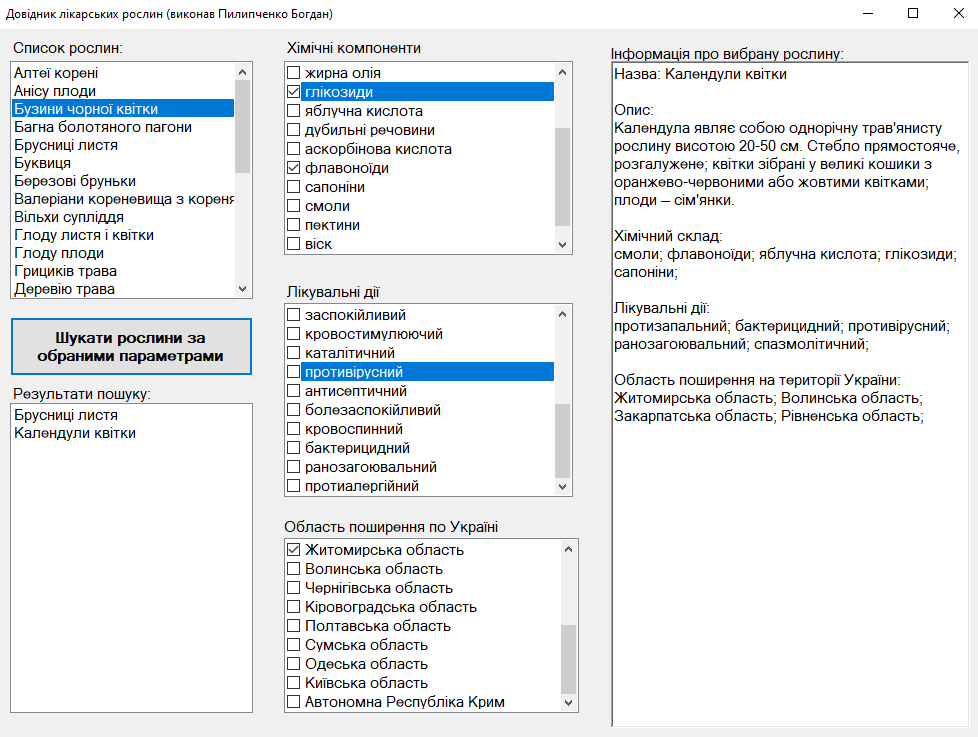 Довідник лікарських рослин (виконав Пилипченко Богдан)
Список рослин:
Алтеї корені
Анісу плоди
Бузини чорної квітки
Багна болотяного пагони
Брусниці листя
Буквиця
Березові бруньки
Валеріани кореневища з кореня
Вільхи супліддя
Глоду листя і квітки
Глоду плоди
Грициків трава
Деревію трава
Шукати рослини за
обраними параметрами
Результати пошуку:
Брусниці листя
Календули квітки
Хімічні компоненти
жирна олія
глікозиди
яблучна кислота
дубильні речовини
аскорбінова кислота
флавоноїди
сапоніни
смоли
пектини
віск
Лікувальні дії
заспокійливий
кровостимулюючий
каталітичний
противірусний
антисептичний
болезаспокійливий
кровоспинний
бактерицидний
ранозагоювальний
протиалергійний
Область поширення по Україні
Житомирська область
Волинська область
Чернігівська область
Кіровоградська область
Полтавська область
Сумська область
Одеська область
Київська область
Автономна Республіка Крим
Інформація про вибрану рослину:
Назва: Календули квітки
Опис:
Календула являє собою однорічну трав'янисту
рослину висотою 20-50 см. Стебло прямостояче,
розгалужене; квітки зібрані у великі кошики з
оранжево-червоними або жовтими квітками;
плоди – сім'янки.
Хімічний склад:
смоли; флавоноїди; яблучна кислота; глікозиди;
сапоніни;
Лікувальні дії:
протизапальний; бактерицидний; противірусний;
ранозагоювальний; спазмолітичний;
Область поширення на території України:
Житомирська область; Волинська область;
Закарпатська область; Рівненська область;